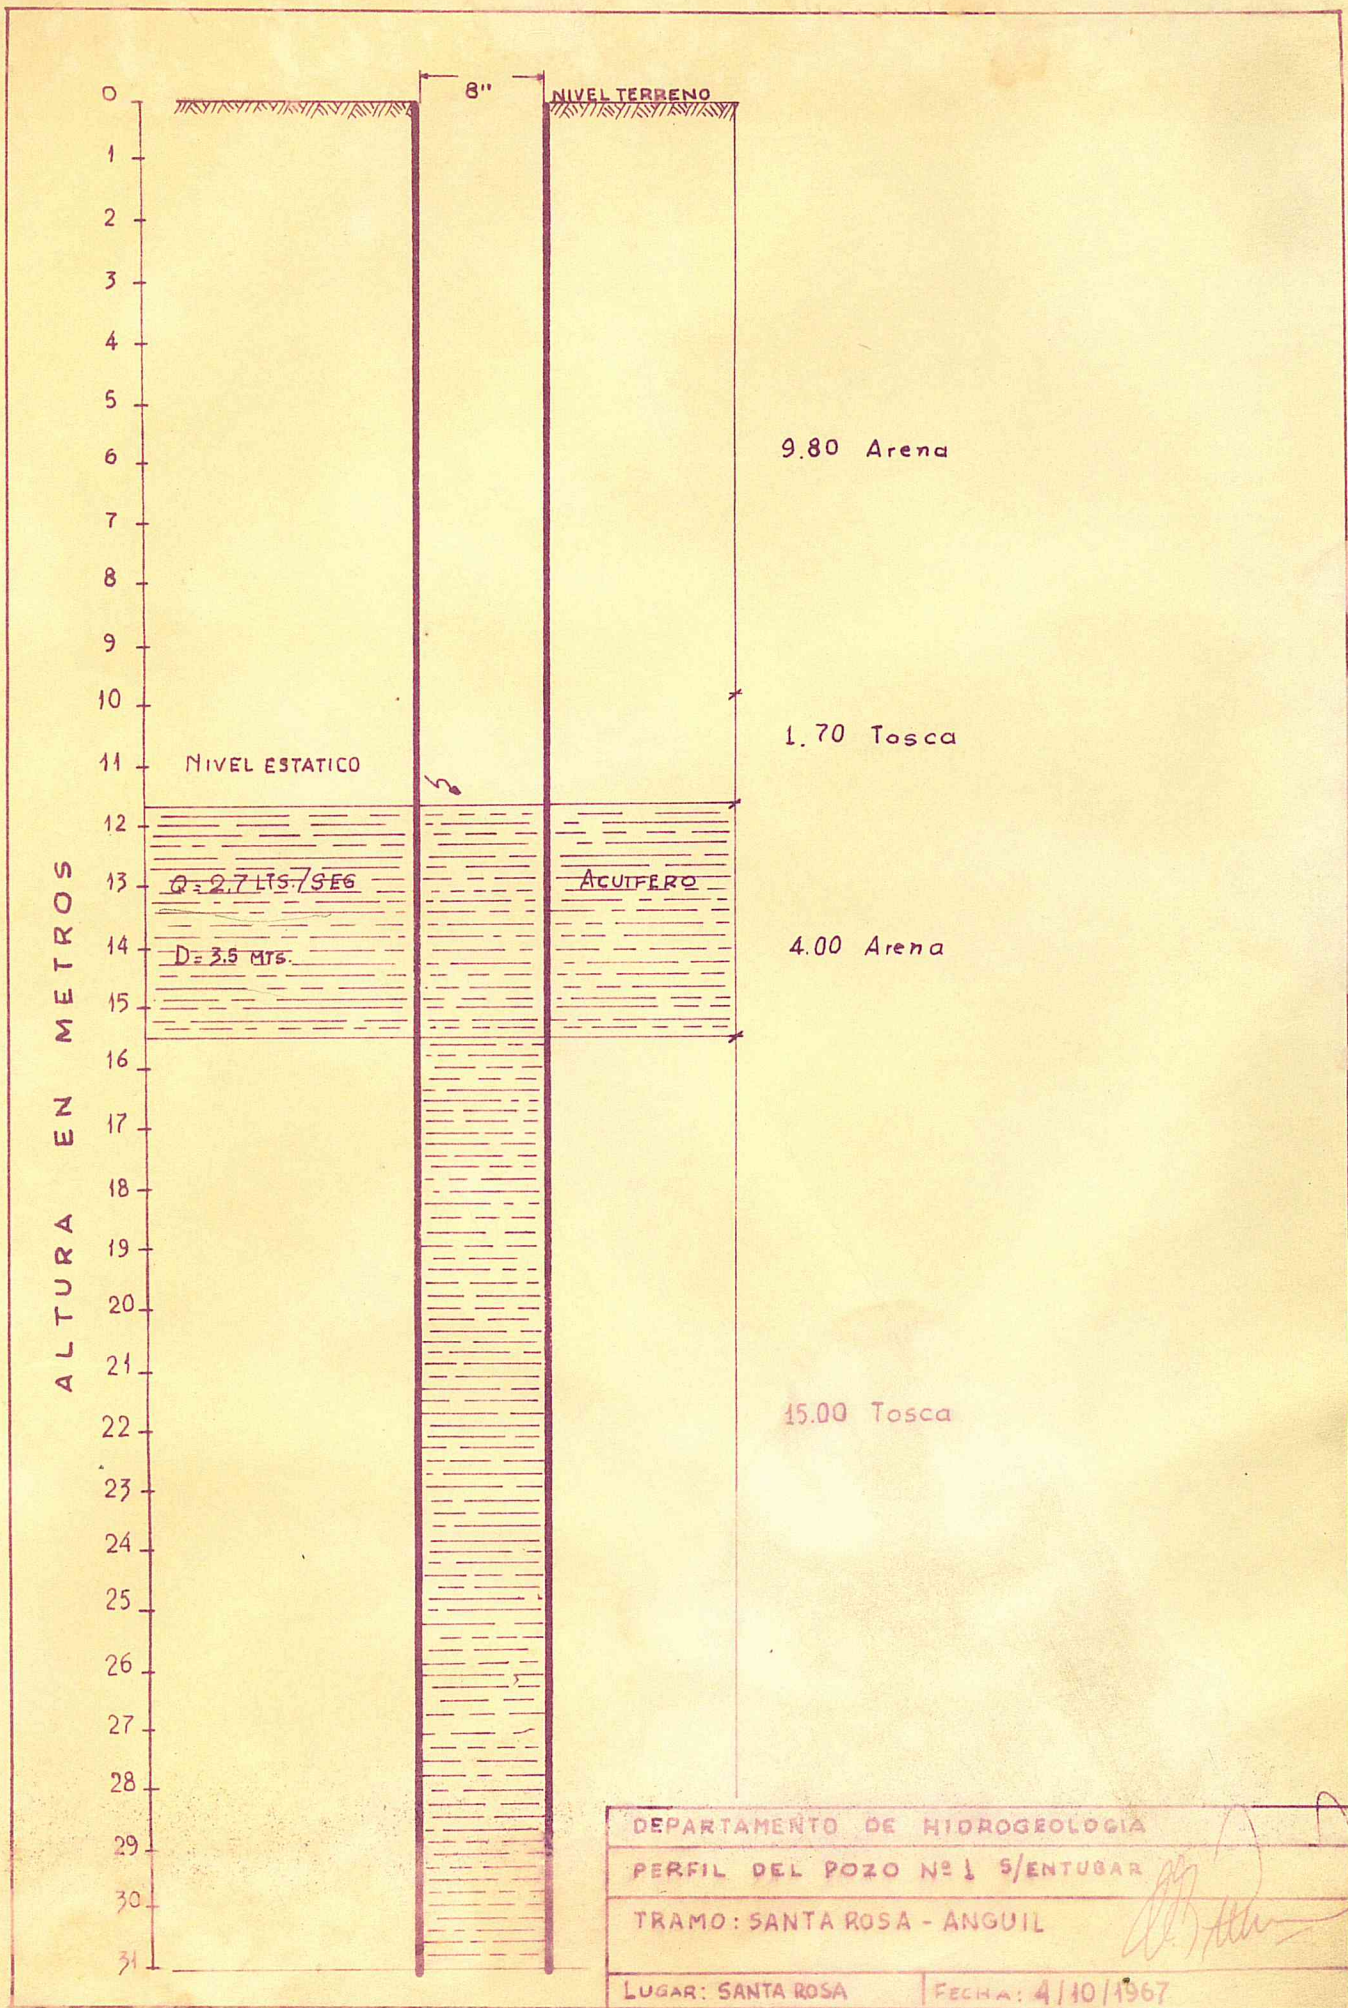 8"
NIVEL TERRENO
0
1
2
3
4
5
6
9.80 Arena
7
8
9
10
1.70 Tosca
11
NIVEL ESTATICO
12
13
Q=2.7 LTS./SEG
ACUIFERO
14
D=3.5 MTS.
4.00 Arena
15
16
17
18
19
20
21
22
15.00 Tosca
23
24
25
26
27
28
29
30
31
ALTURA EN METROS
DEPARTAMENTO DE HIDROGEOLOGIA
PERFIL DEL POZO Nº 1 S/ENTUBAR
TRAMO: SANTA ROSA - ANGUIL
LUGAR: SANTA ROSA
FECHA: 4/10/1967